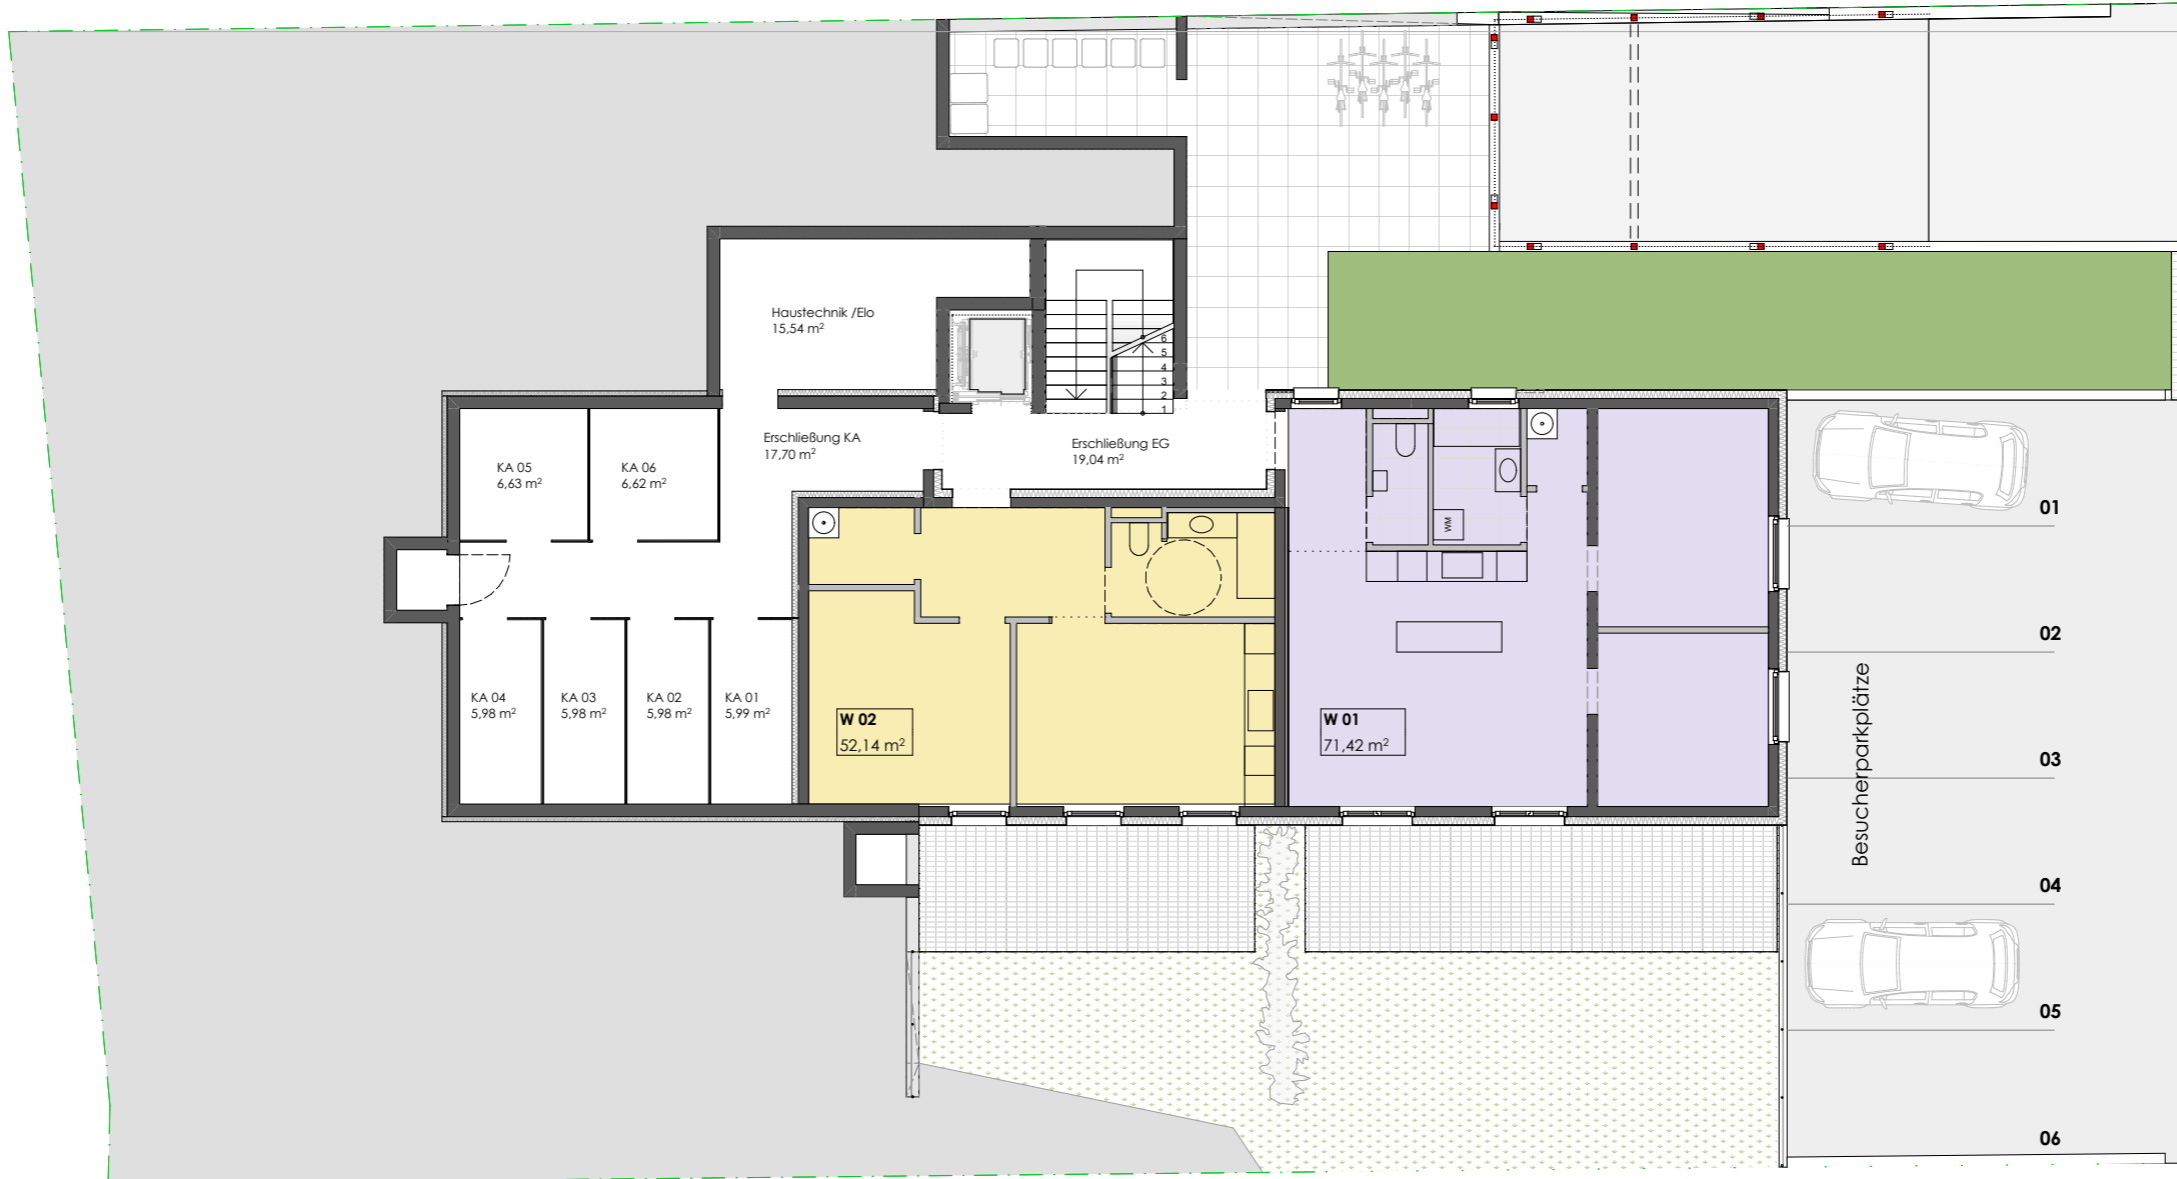 Haustechnik /Elo
15,54 m²
6
5
4
3
2
1
Erschließung KA
17,70 m²
Erschließung EG
19,04 m²
KA 05
6,63 m²
KA 06
6,62 m²
WM
01
02
03
04
05
06
Besucherparkplätze
KA 04
5,98 m²
KA 03
5,98 m²
KA 02
5,98 m²
KA 01
5,99 m²
W 02
52,14 m²
W 01
71,42 m²